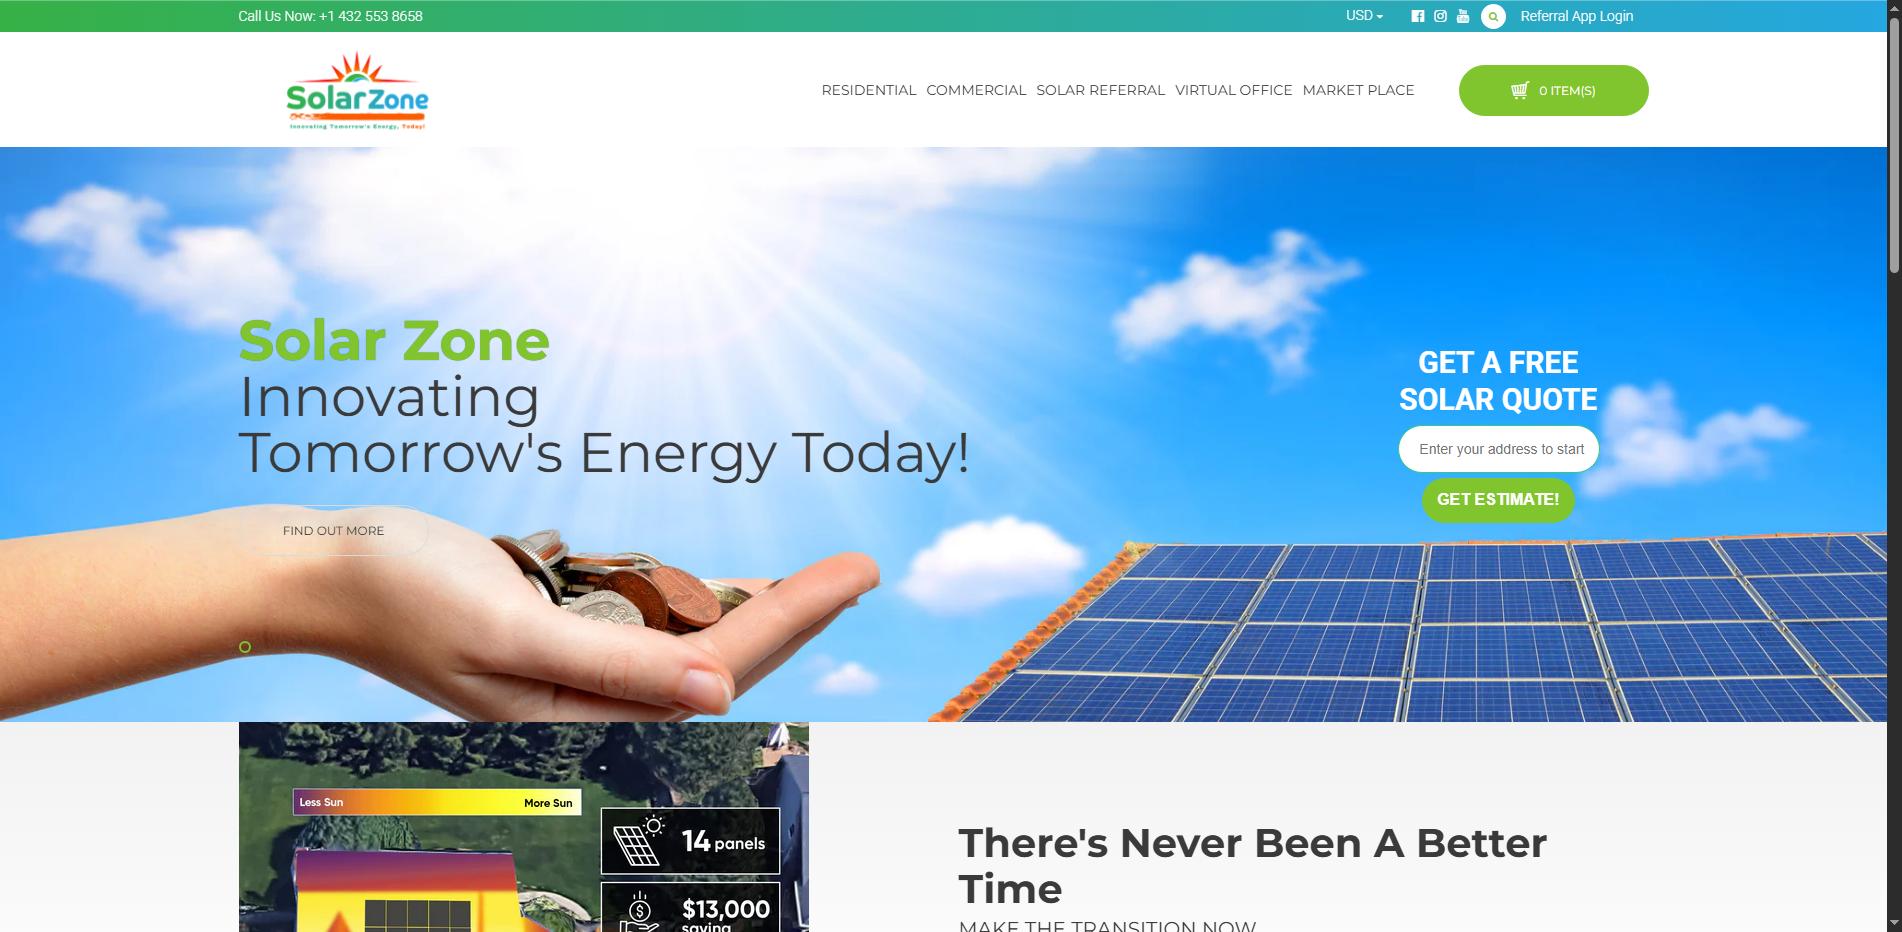 Call Us Now: +1 432 553 8658
USD
Referral App Login
SolarZone
Innovating Tomorrow's Energy, Today!
RESIDENTIAL COMMERCIAL SOLAR REFERRAL VIRTUAL OFFICE MARKET PLACE
0 ITEM(S)
Solar Zone
Innovating
Tomorrow's Energy Today!
FIND OUT MORE
GET A FREE
SOLAR QUOTE
Enter your address to start
GET ESTIMATE!
Less Sun
More Sun
14 panels
$13,000
saving
There's Never Been A Better
Time
MAKE THE TRANSITION NOW